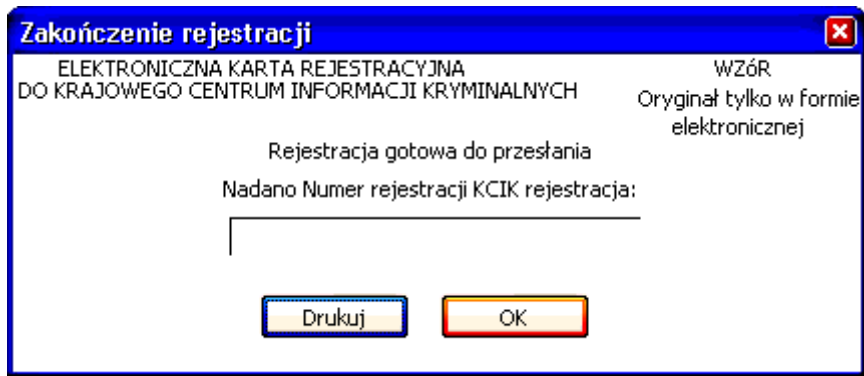 Zakończenie rejestracji
ELEKTRONICZNA KARTA REJESTRACYJNA
DO KRAJOWEGO CENTRUM INFORMACJI KRYMINALNYCH
WZóR
Oryginał tylko w formie
elektronicznej
Rejestracja gotowa do przesłania
Nadano Numer rejestracji KCIK rejestracja:
Drukuj
OK